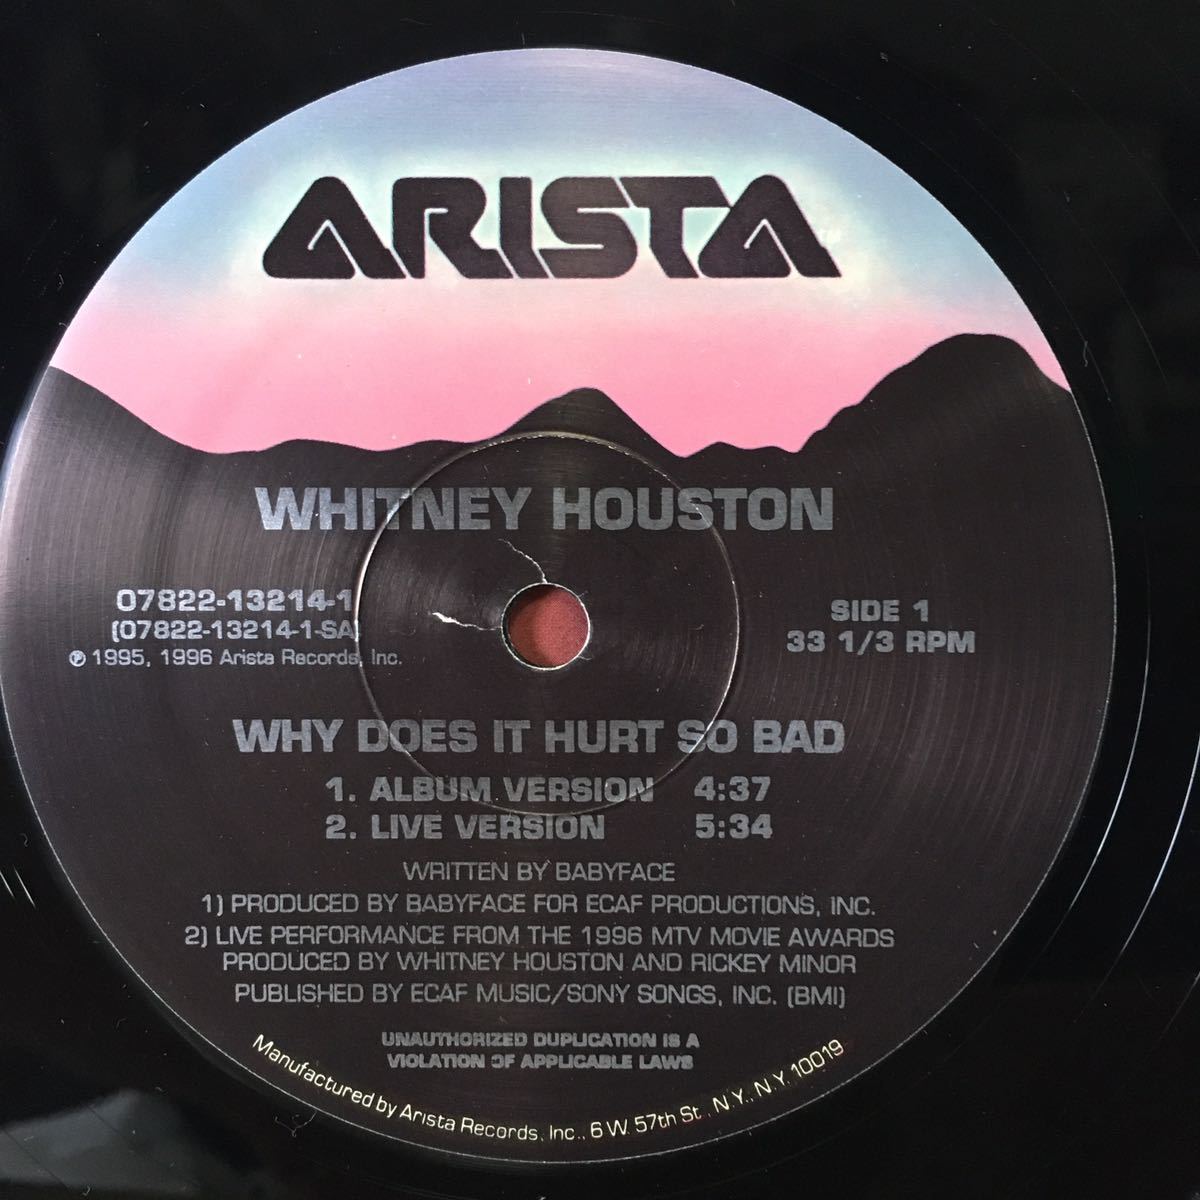 ARISTA
WHITNEY HOUSTON
07822-13214-1
(07822-13214-1-SA)
℗ 1995, 1996 Arista Records, Inc.
SIDE 1
33 1/3 RPM
WHY DOES IT HURT SO BAD
1. ALBUM VERSION 4:37
2. LIVE VERSION 5:34
WRITTEN BY BABYFACE
1) PRODUCED BY BABYFACE FOR ECAF PRODUCTIONS, INC.
2) LIVE PERFORMANCE FROM THE 1996 MTV MOVIE AWARDS
PRODUCED BY WHITNEY HOUSTON AND RICKEY MINOR
PUBLISHED BY ECAF MUSIC/SONY SONGS, INC. (BMI)
UNAUTHORIZED DUPLICATION IS A
VIOLATION OF APPLICABLE LAWS
Manufactured by Arista Records, Inc., 6 W. 57th St., N.Y., N.Y. 10019